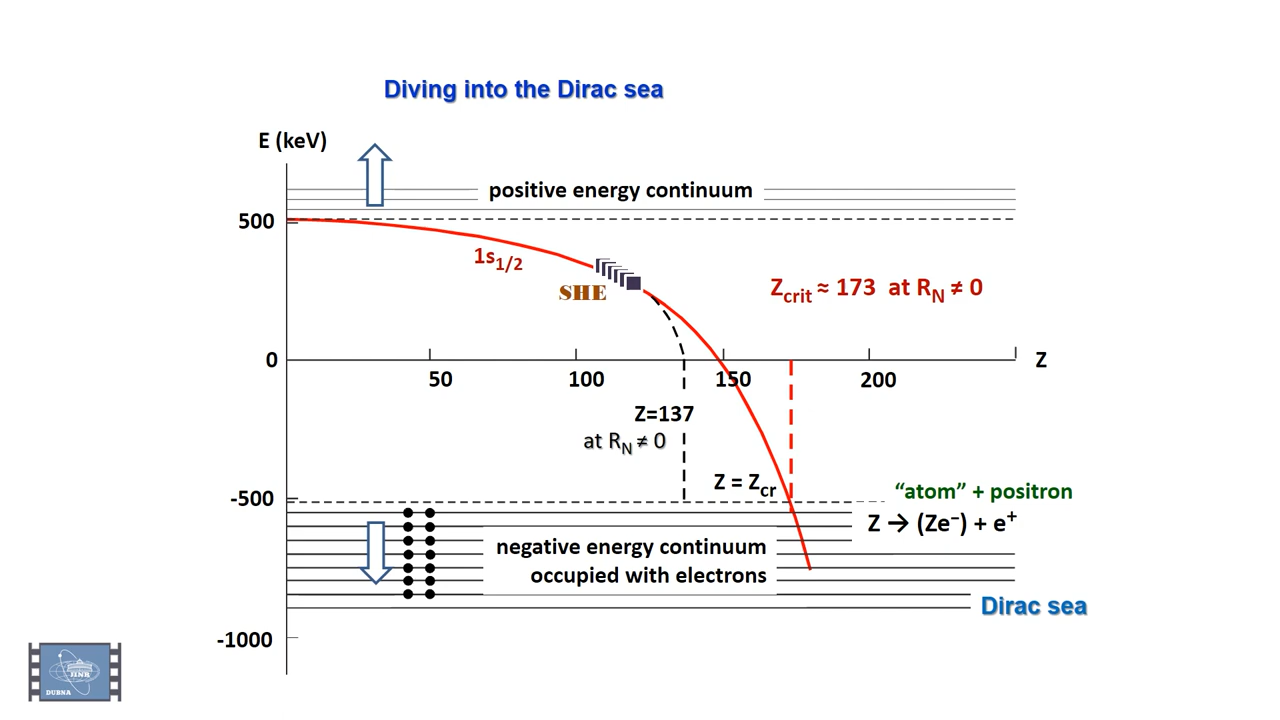 Diving into the Dirac sea
E (keV)
positive energy continuum
500
1s1/2
SHE
Zcrit ≈ 173 at RN ≠ 0
0
Z
50
100
150
200
Z=137
at RN ≠ 0
Z = Zcr
-500
“atom” + positron
Z → (Ze⁻) + e⁺
negative energy continuum
occupied with electrons
Dirac sea
-1000
JINR
DUBNA